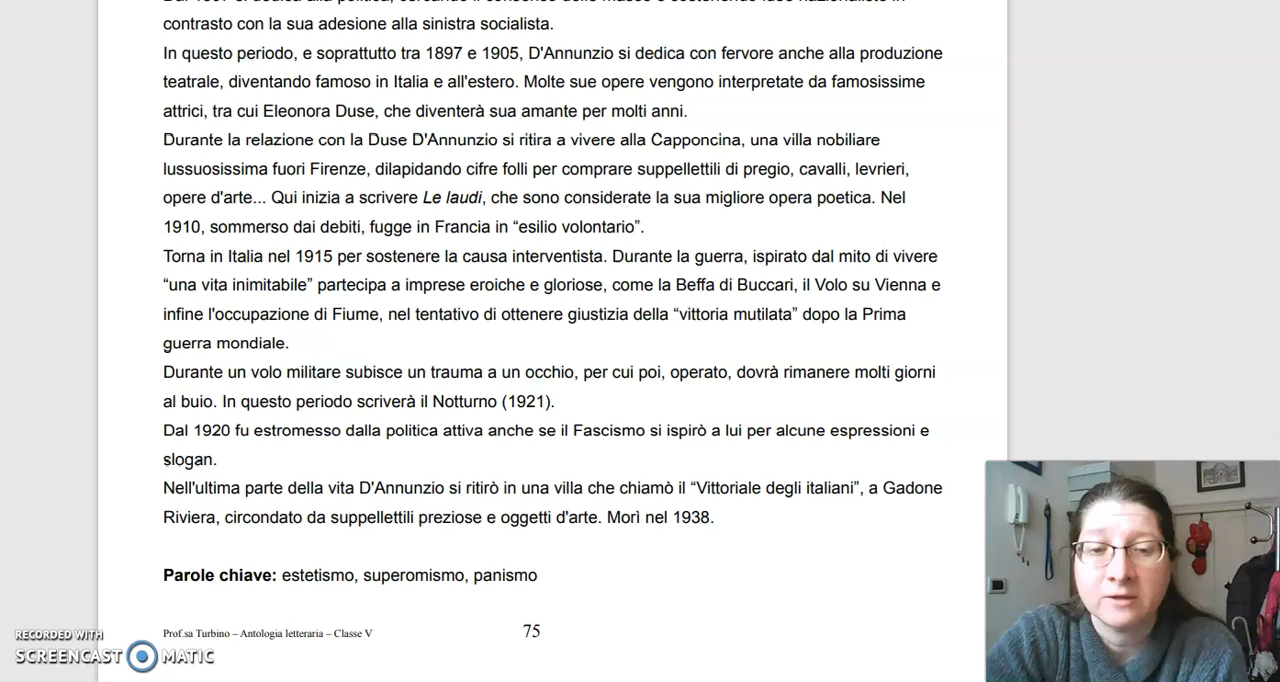 contrasto con la sua adesione alla sinistra socialista.
In questo periodo, e soprattutto tra 1897 e 1905, D'Annunzio si dedica con fervore anche alla produzione
teatrale, diventando famoso in Italia e all'estero. Molte sue opere vengono interpretate da famosissime
attrici, tra cui Eleonora Duse, che diventerà sua amante per molti anni.
Durante la relazione con la Duse D'Annunzio si ritira a vivere alla Capponcina, una villa nobiliare
lussuosissima fuori Firenze, dilapidando cifre folli per comprare suppellettili di pregio, cavalli, levrieri,
opere d'arte... Qui inizia a scrivere Le laudi, che sono considerate la sua migliore opera poetica. Nel
1910, sommerso dai debiti, fugge in Francia in “esilio volontario”.
Torna in Italia nel 1915 per sostenere la causa interventista. Durante la guerra, ispirato dal mito di vivere
“una vita inimitabile” partecipa a imprese eroiche e gloriose, come la Beffa di Buccari, il Volo su Vienna e
infine l'occupazione di Fiume, nel tentativo di ottenere giustizia della “vittoria mutilata” dopo la Prima
guerra mondiale.
Durante un volo militare subisce un trauma a un occhio, per cui poi, operato, dovrà rimanere molti giorni
al buio. In questo periodo scriverà il Notturno (1921).
Dal 1920 fu estromesso dalla politica attiva anche se il Fascismo si ispirò a lui per alcune espressioni e
slogan.
Nell'ultima parte della vita D'Annunzio si ritirò in una villa che chiamò il “Vittoriale degli italiani”, a Gadone
Riviera, circondato da suppellettili preziose e oggetti d'arte. Morì nel 1938.
Parole chiave: estetismo, superomismo, panismo
Prof.sa Turbino – Antologia letteraria – Classe V 75
RECORDED WITH
SCREENCAST MATIC